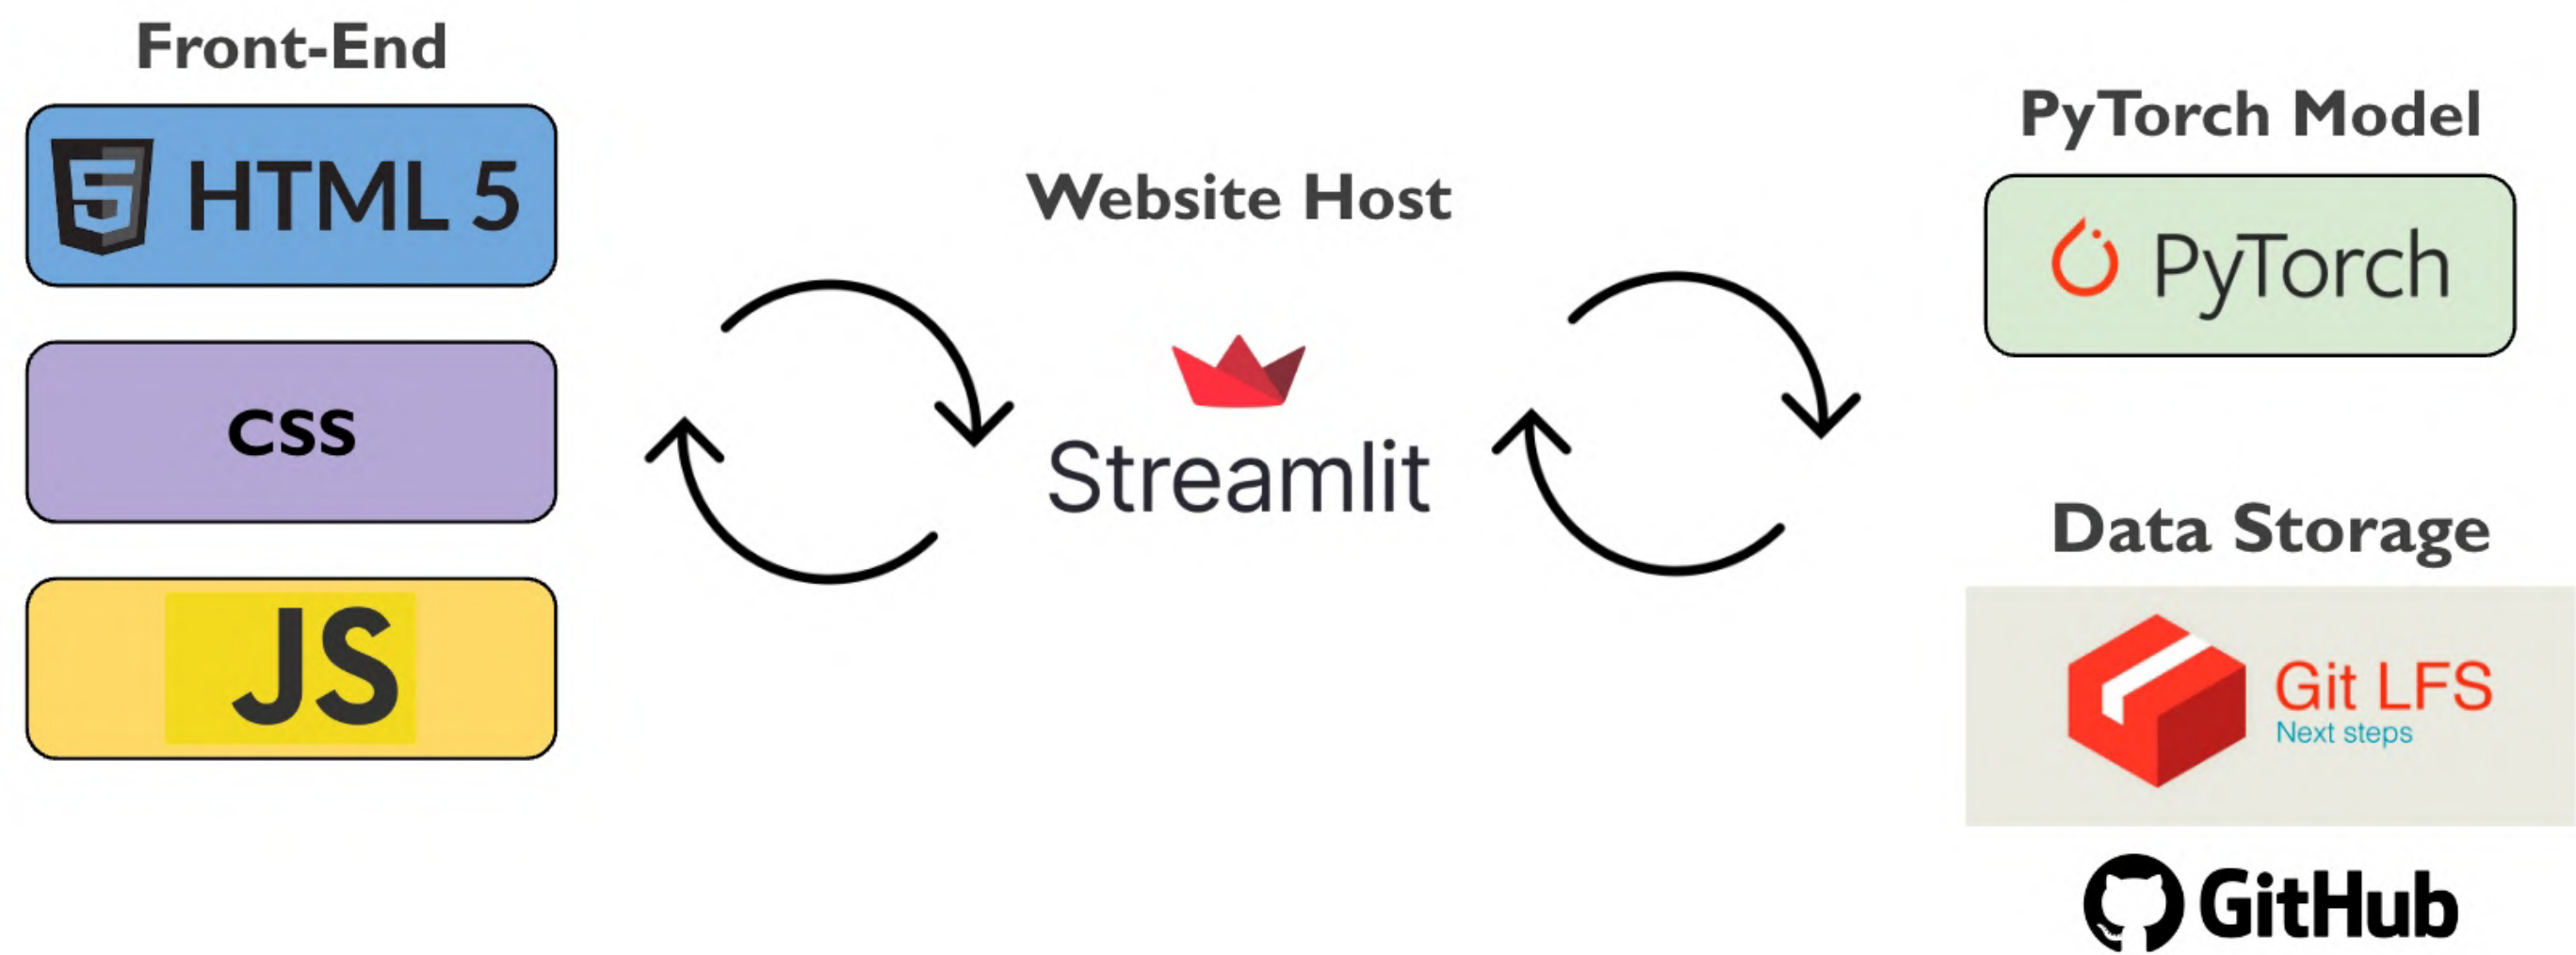 Front-End
HTML 5
CSS
JS
Website Host
Streamlit
PyTorch Model
PyTorch
Data Storage
Git LFS
Next steps
GitHub